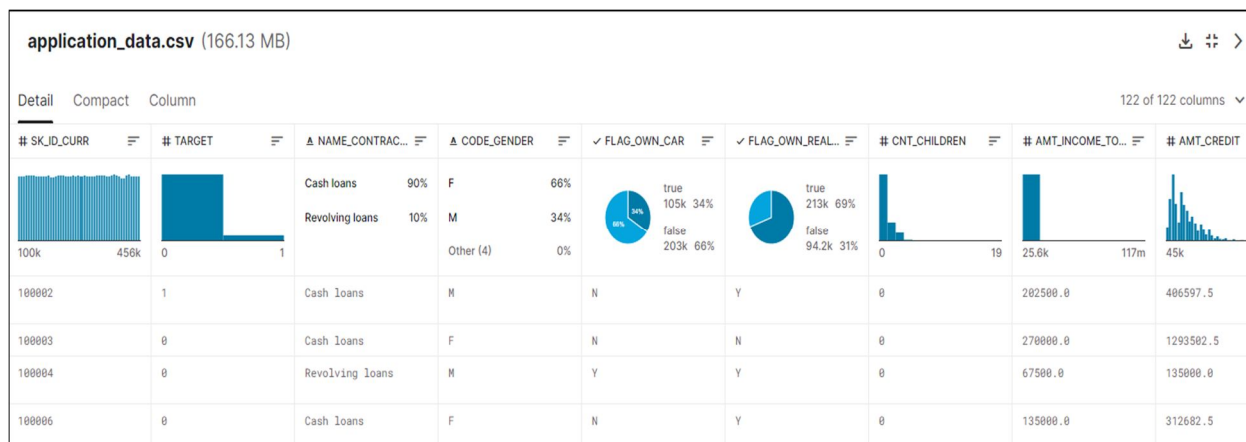 application_data.csv (166.13 MB)
Detail Compact Column 122 of 122 columns
# SK_ID_CURR # TARGET A NAME_CONTRAC... A CODE_GENDER ✓ FLAG_OWN_CAR ✓ FLAG_OWN_REAL... # CNT_CHILDREN # AMT_INCOME_TO... # AMT_CREDIT
Cash loans 90% F 66% true true
34% 105k 34% 213k 69%
Revolving loans 10% M 34% 66% false false
Other (4) 0% 203k 66% 94.2k 31%
100k 456k 0 1 0 19 25.6k 117m 45k
100002 1 Cash loans M N Y 0 202500.0 406597.5
100003 0 Cash loans F N N 0 270000.0 1293502.5
100004 0 Revolving loans M Y Y 0 67500.0 135000.0
100006 0 Cash loans F N Y 0 135000.0 312682.5